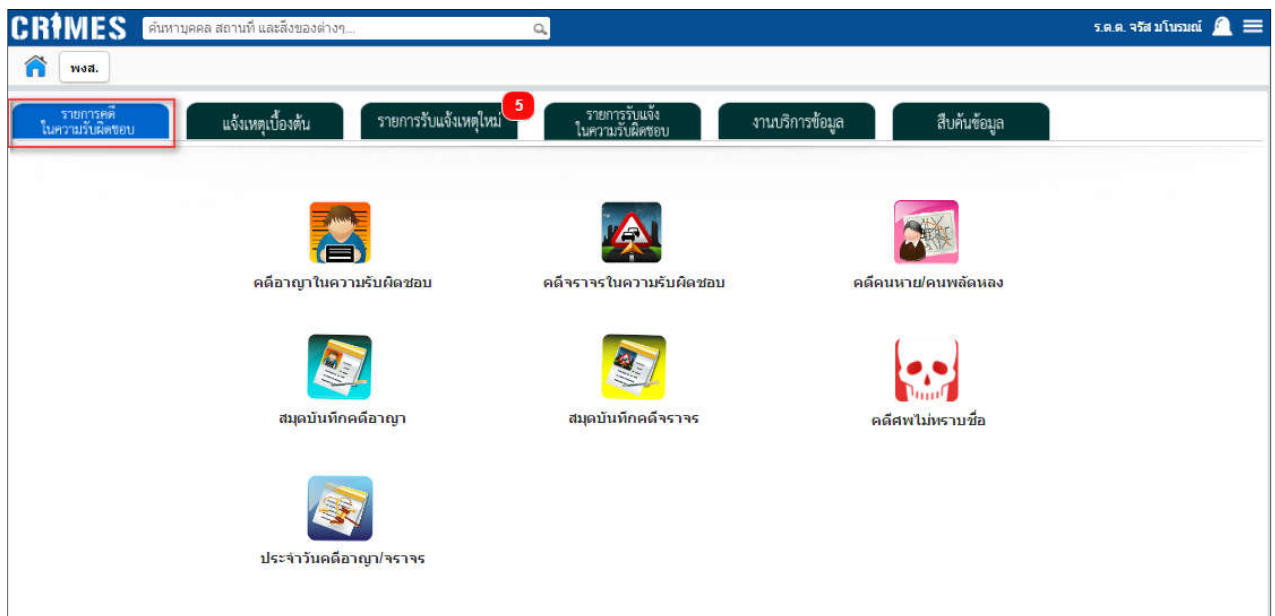 CRIMES ค้นหาบุคคล สถานที่ และสิ่งของต่างๆ... ร.ต.ต. จรัส มโนรมณ์
พงส.
รายการคดี
ในความรับผิดชอบ
แจ้งเหตุเบื้องต้น
รายการรับแจ้งเหตุใหม่ 5
รายการรับแจ้ง
ในความรับผิดชอบ
งานบริการข้อมูล
สืบค้นข้อมูล
คดีอาญาในความรับผิดชอบ
คดีจราจรในความรับผิดชอบ
คดีคนหาย/คนพลัดหลง
สมุดบันทึกคดีอาญา
สมุดบันทึกคดีจราจร
คดีศพไม่ทราบชื่อ
ประจำวันคดีอาญา/จราจร